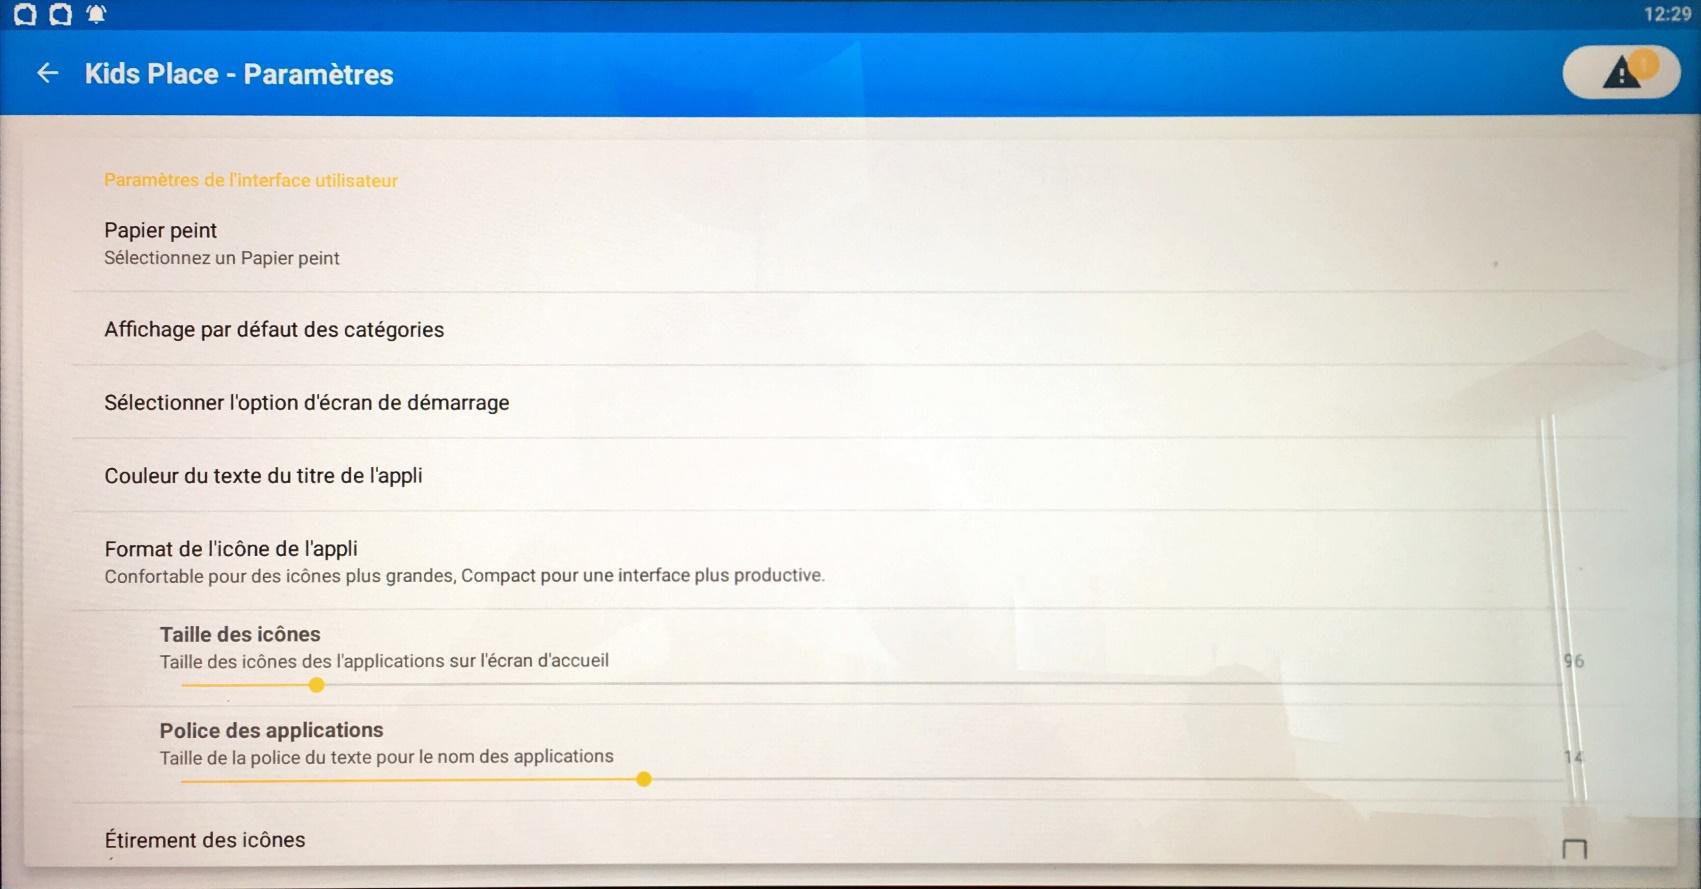 12:29
Kids Place - Paramètres
1
Paramètres de l'interface utilisateur
Papier peint
Sélectionnez un Papier peint
Affichage par défaut des catégories
Sélectionner l'option d'écran de démarrage
Couleur du texte du titre de l'appli
Format de l'icône de l'appli
Confortable pour des icônes plus grandes, Compact pour une interface plus productive.
Taille des icônes
Taille des icônes des l'applications sur l'écran d'accueil
96
Police des applications
Taille de la police du texte pour le nom des applications
14
Étirement des icônes